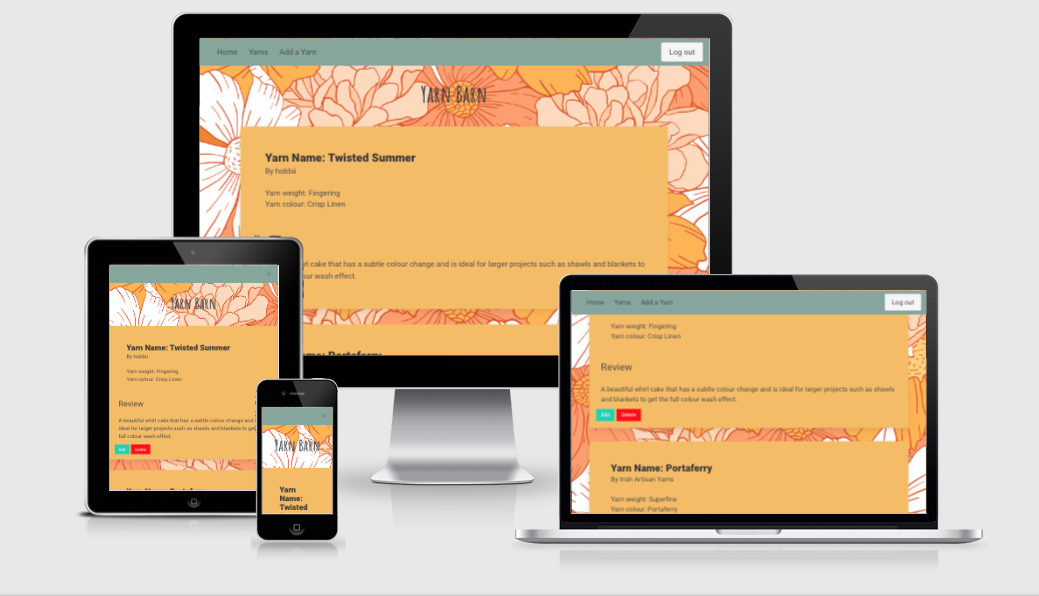 Home Yarns Add a Yarn Log out
YARN BARN
Yarn Name: Twisted Summer
By hobbii
Yarn weight: Fingering
Yarn colour: Crisp Linen
cake that has a subtle colour change and is ideal for larger projects such as shawls and blankets to
wash effect.
YARN BARN
Yarn Name: Twisted Summer
By hobbii
Yarn weight: Fingering
Yarn colour: Crisp Linen
Review
A beautiful whirl cake that has a subtle colour change and
ideal for larger projects such as shawls and blankets to get
full colour wash effect.
Edit Delete
YARN BARN
Yarn
Name:
Twisted
Home Yarns Add a Yarn Log out
Yarn weight: Fingering
Yarn colour: Crisp Linen
Review
A beautiful whirl cake that has a subtle colour change and is ideal for larger projects such as shawls
and blankets to get the full colour wash effect.
Edit Delete
Yarn Name: Portaferry
By Irish Artisan Yarns
Yarn weight: Superfine
Yarn colour: Portaferry